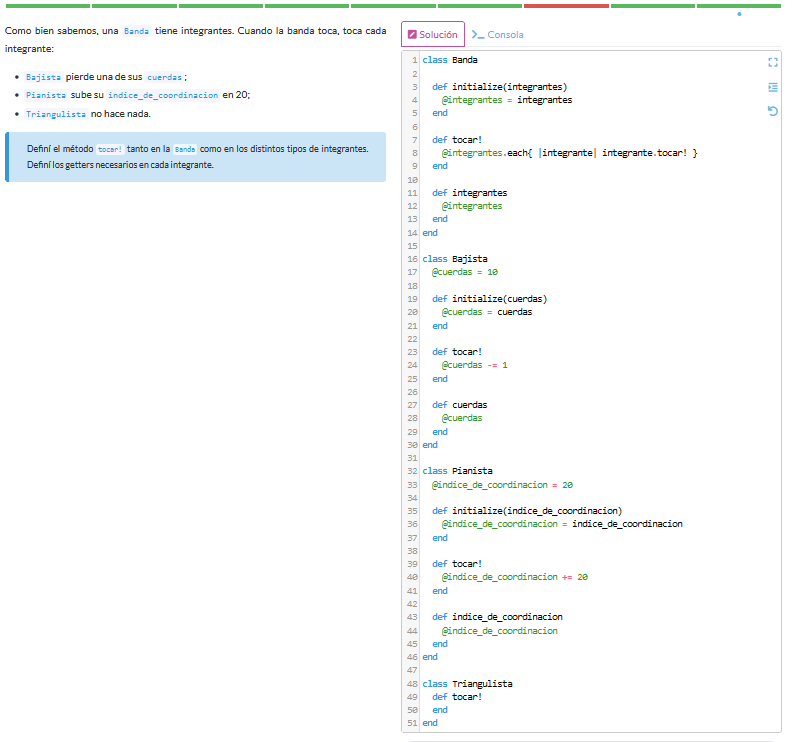 Como bien sabemos, una Banda tiene integrantes. Cuando la banda toca, toca cada
integrante:
• Bajista pierde una de sus cuerdas;
• Pianista sube su indice_de_coordinacion en 20;
• Triangulista no hace nada.
Definí el método tocar! tanto en la Banda como en los distintos tipos de integrantes.
Definí los getters necesarios en cada integrante.
Solución
>_ Consola
1 class Banda
2
3 def initialize(integrantes)
4 @integrantes = integrantes
5 end
6
7 def tocar!
8 @integrantes.each{ |integrante| integrante.tocar! }
9 end
10
11 def integrantes
12 @integrantes
13 end
14 end
15
16 class Bajista
17 @cuerdas = 10
18
19 def initialize(cuerdas)
20 @cuerdas = cuerdas
21 end
22
23 def tocar!
24 @cuerdas -= 1
25 end
26
27 def cuerdas
28 @cuerdas
29 end
30 end
31
32 class Pianista
33 @indice_de_coordinacion = 20
34
35 def initialize(indice_de_coordinacion)
36 @indice_de_coordinacion = indice_de_coordinacion
37 end
38
39 def tocar!
40 @indice_de_coordinacion += 20
41 end
42
43 def indice_de_coordinacion
44 @indice_de_coordinacion
45 end
46 end
47
48 class Triangulista
49 def tocar!
50 end
51 end